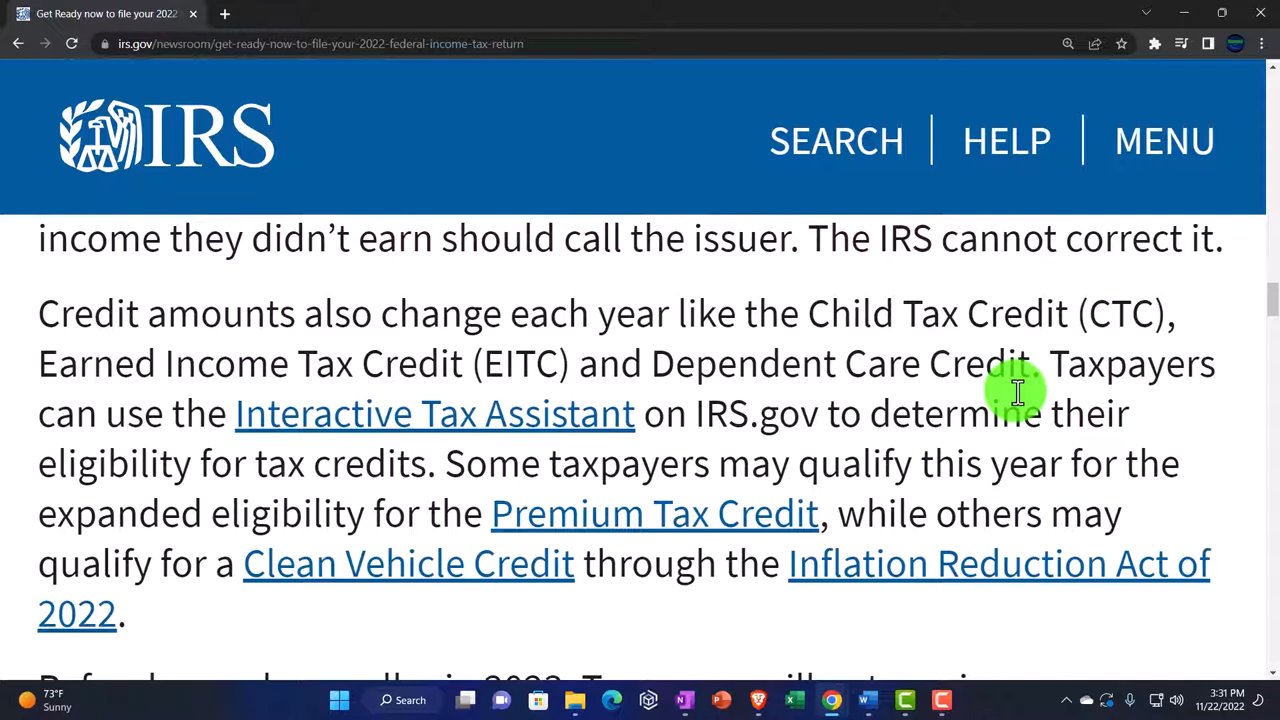 Get Ready now to file your 2022
irs.gov/newsroom/get-ready-now-to-file-your-2022-federal-income-tax-return
IRS
SEARCH
HELP
MENU
income they didn’t earn should call the issuer. The IRS cannot correct it.
Credit amounts also change each year like the Child Tax Credit (CTC),
Earned Income Tax Credit (EITC) and Dependent Care Credit. Taxpayers
can use the Interactive Tax Assistant on IRS.gov to determine their
eligibility for tax credits. Some taxpayers may qualify this year for the
expanded eligibility for the Premium Tax Credit, while others may
qualify for a Clean Vehicle Credit through the Inflation Reduction Act of
2022.
73°F
Sunny
Search
3:31 PM
11/22/2022